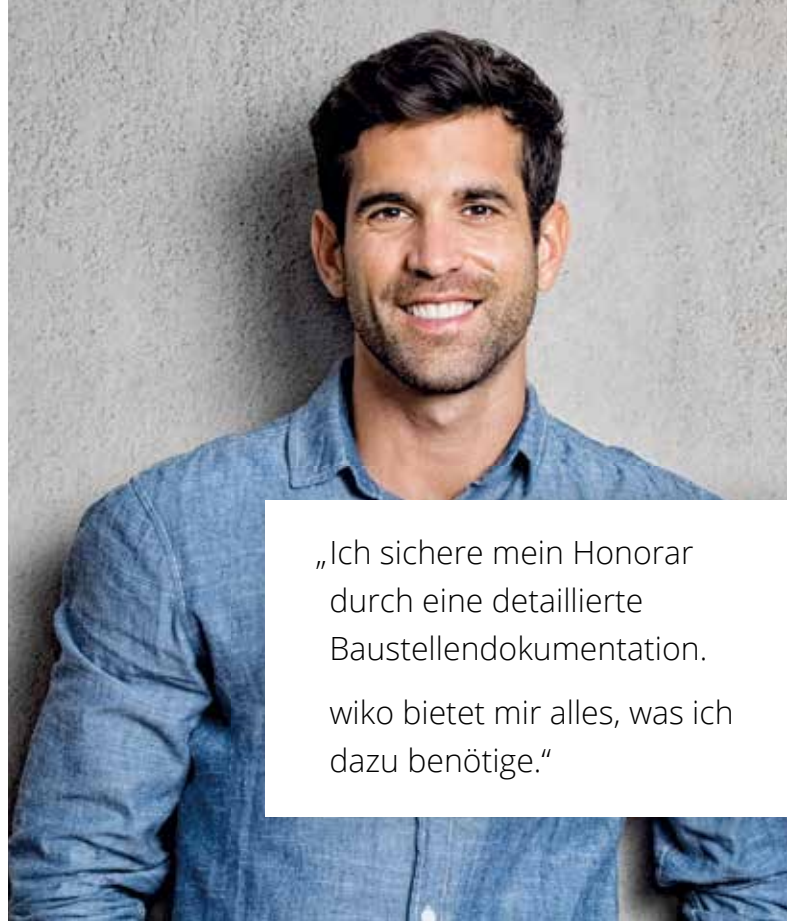 „Ich sichere mein Honorar
durch eine detaillierte
Baustellendokumentation.
wiko bietet mir alles, was ich
dazu benötige.“